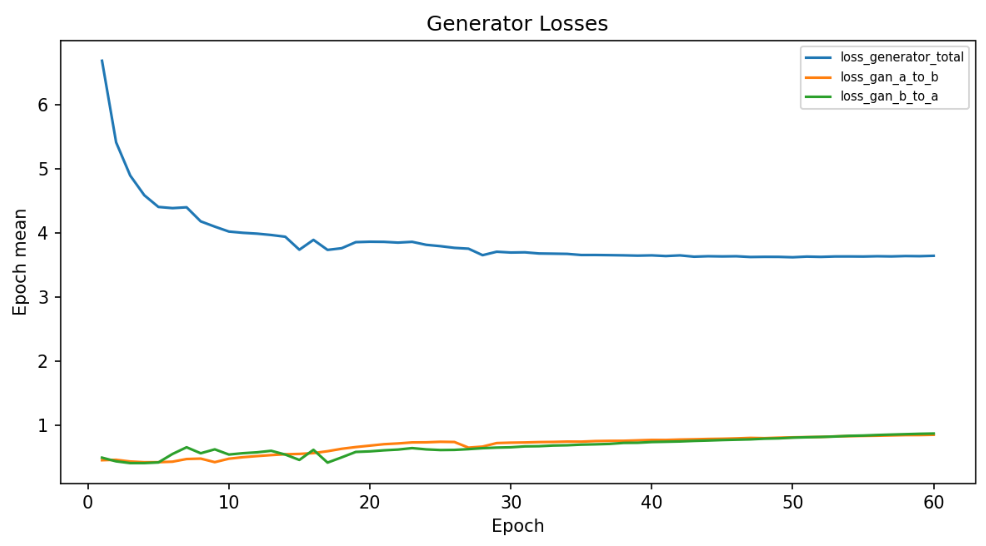 Generator Losses
loss_generator_total
loss_gan_a_to_b
loss_gan_b_to_a
Epoch mean
6
5
4
3
2
1
0 10 20 30 40 50 60
Epoch